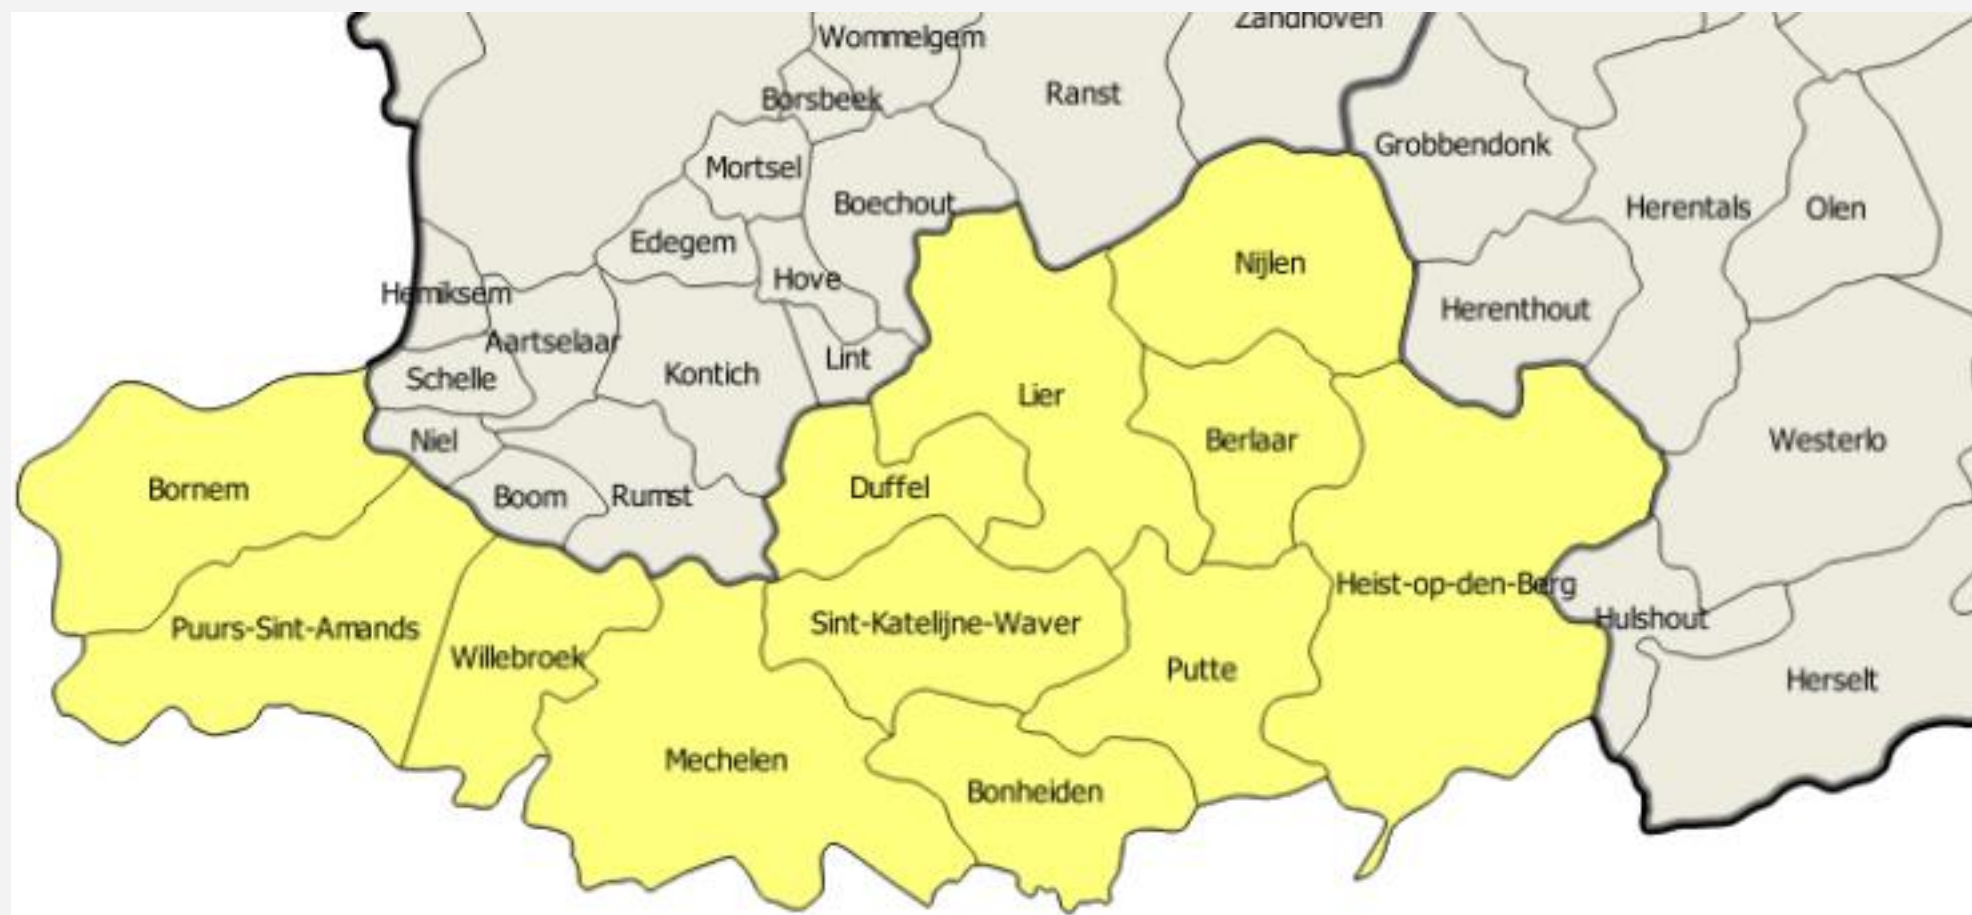 Zandhoven
Wommelgem
Ranst
Borsbeek
Grobbendonk
Mortsel
Boechout
Herentals
Olen
Edegem
Nijlen
Hove
Hemiksem
Herenthout
Aartselaar
Lint
Kontich
Schelle
Lier
Niel
Berlaar
Westerlo
Bornem
Duffel
Boom
Rumst
Heist-op-den-Berg
Hulshout
Puurs-Sint-Amands
Sint-Katelijne-Waver
Willebroek
Putte
Herselt
Mechelen
Bonheiden